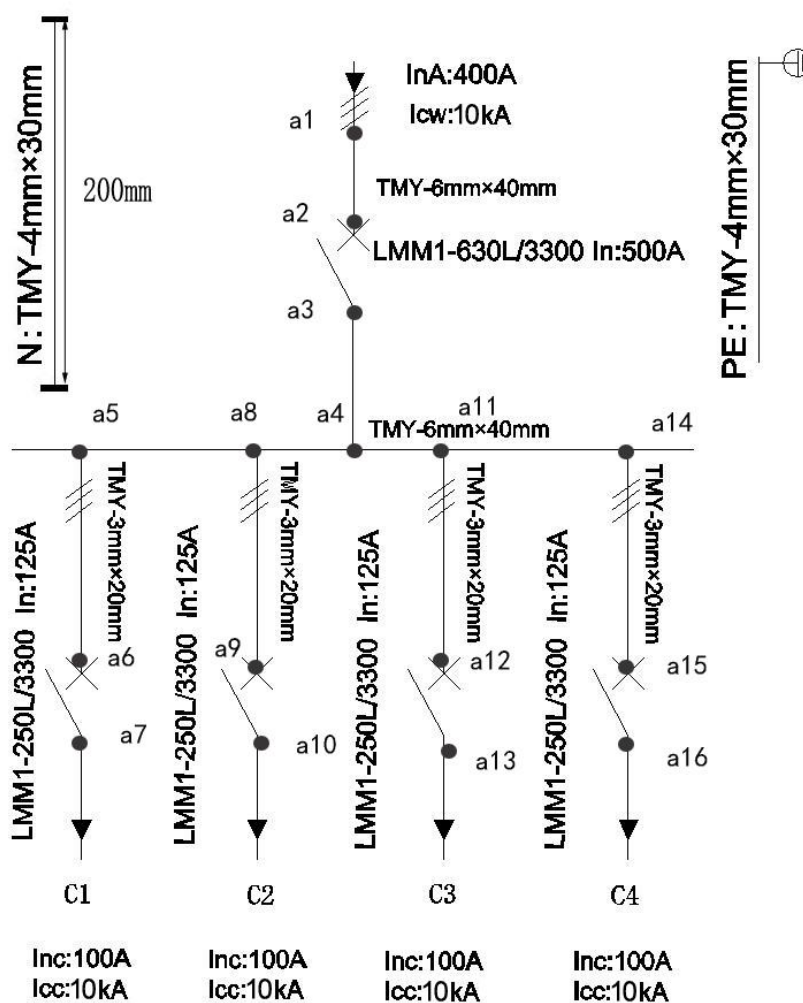 N: TMY-4mm×30mm
200mm
InA:400A
Icw:10kA
a1
TMY-6mm×40mm
a2
LMM1-630L/3300 In:500A
a3
PE: TMY-4mm×30mm
a5
a8
a4
TMY-6mm×40mm
a11
a14
TMY-3mm×20mm
LMM1-250L/3300 In:125A
a6
a7
TMY-3mm×20mm
LMM1-250L/3300 In:125A
a9
a10
TMY-3mm×20mm
LMM1-250L/3300 In:125A
a12
a13
TMY-3mm×20mm
LMM1-250L/3300 In:125A
a15
a16
C1
C2
C3
C4
Inc:100A
Icc:10kA
Inc:100A
Icc:10kA
Inc:100A
Icc:10kA
Inc:100A
Icc:10kA